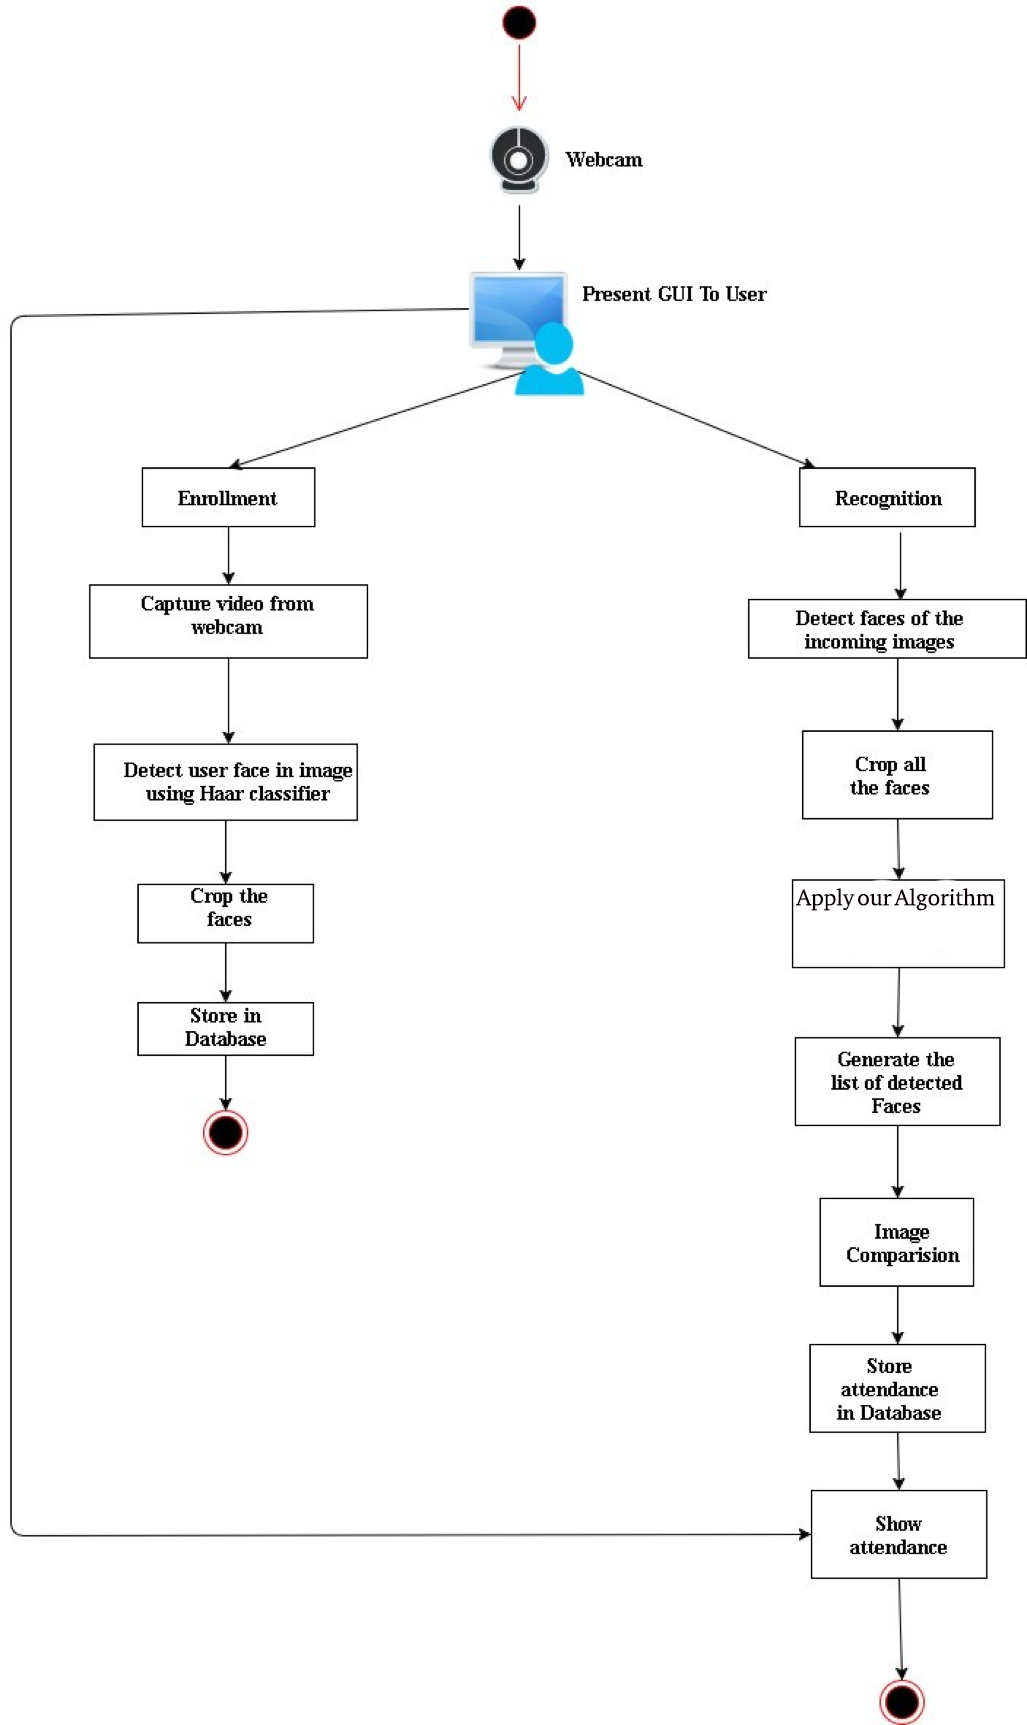 Webcam
Present GUI To User
Enrollment
Capture video from
webcam
Detect user face in image
using Haar classifier
Crop the
faces
Store in
Database
Recognition
Detect faces of the
incoming images
Crop all
the faces
Apply our Algorithm
Generate the
list of detected
Faces
Image
Comparision
Store
attendance
in Database
Show
attendance